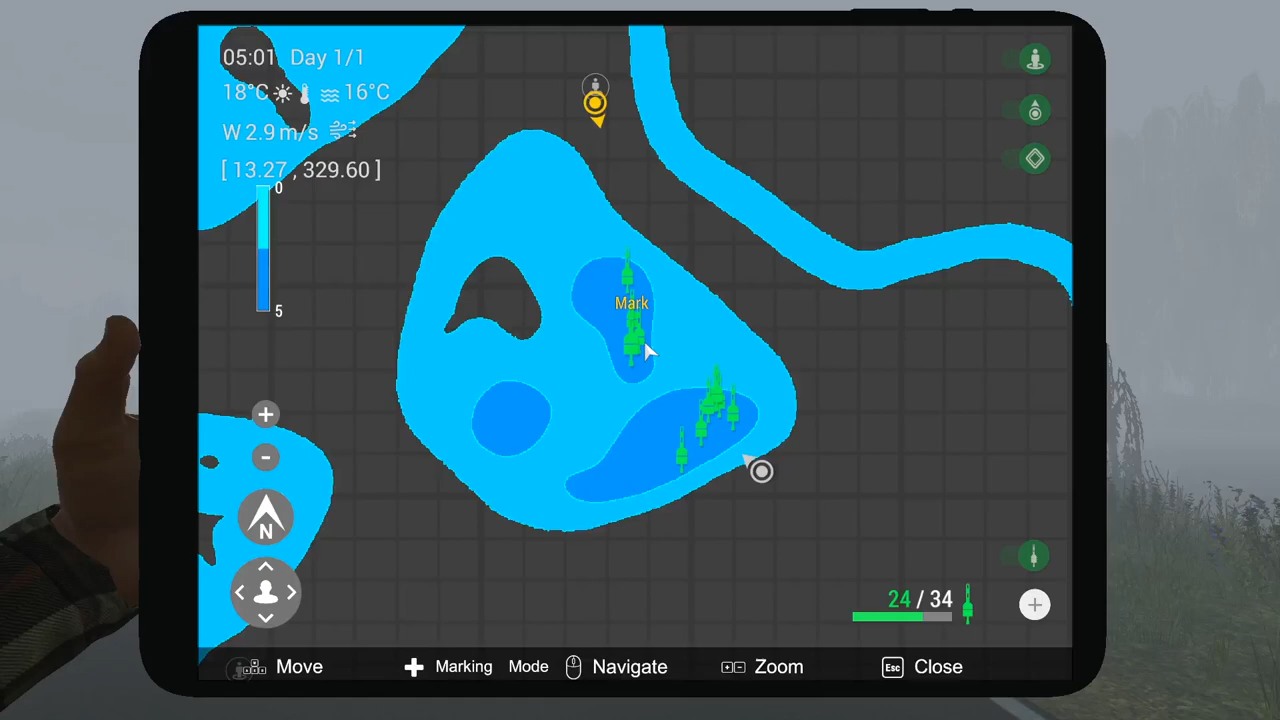 05:01 Day 1/1
18°C 16°C
W 2.9 m/s
[ 13.27 , 329.60 ]
0
5
Mark
+
-
N
24 / 34
+
Move
Marking Mode
Navigate
+ - Zoom
Esc Close